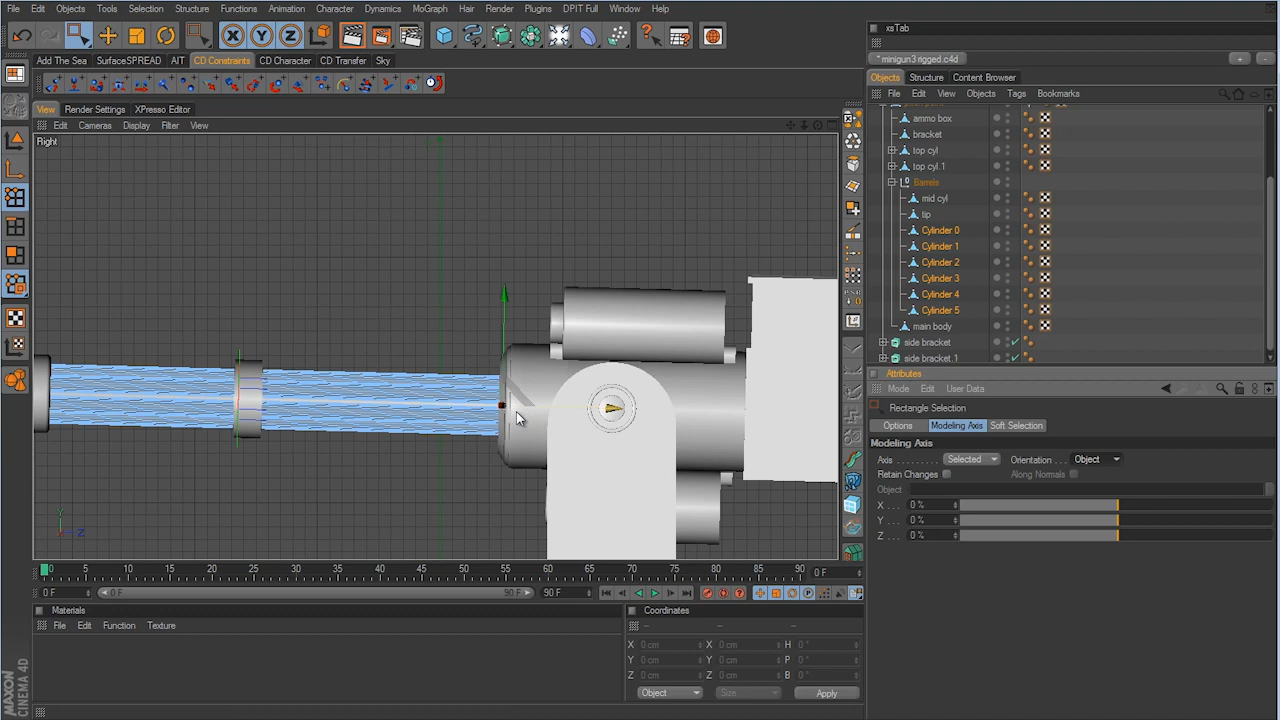 File Edit Objects Tools Selection Structure Functions Animation Character Dynamics MoGraph Hair Render Plugins DPIT Full Window Help
xsTab
* minigun3 rigged.c4d
Add The Sea SurfaceSPREAD AIT CD Constraints CD Character CD Transfer Sky
Objects Structure Content Browser
File Edit View Objects Tags Bookmarks
View Render Settings XPresso Editor
Edit Cameras Display Filter View
Right
ammo box
bracket
top cyl
top cyl.1
Barrels
mid cyl
tip
Cylinder 0
Cylinder 1
Cylinder 2
Cylinder 3
Cylinder 4
Cylinder 5
main body
side bracket
side bracket.1
Attributes
Mode Edit User Data
Rectangle Selection
Options Modeling Axis Soft Selection
Modeling Axis
Axis Selected Orientation Object
Retain Changes Along Normals
Object
X 0 %
Y 0 %
Z 0 %
Y
X Z
0 5 10 15 20 25 30 35 40 45 50 55 60 65 70 75 80 85 90 0 F
0 F 0 F 90 F 90 F
Materials
File Edit Function Texture
Coordinates
X 0 cm X 0 cm H 0 °
Y 0 cm Y 0 cm P 0 °
Z 0 cm Z 0 cm B 0 °
Object Size Apply
MAXON
CINEMA 4D